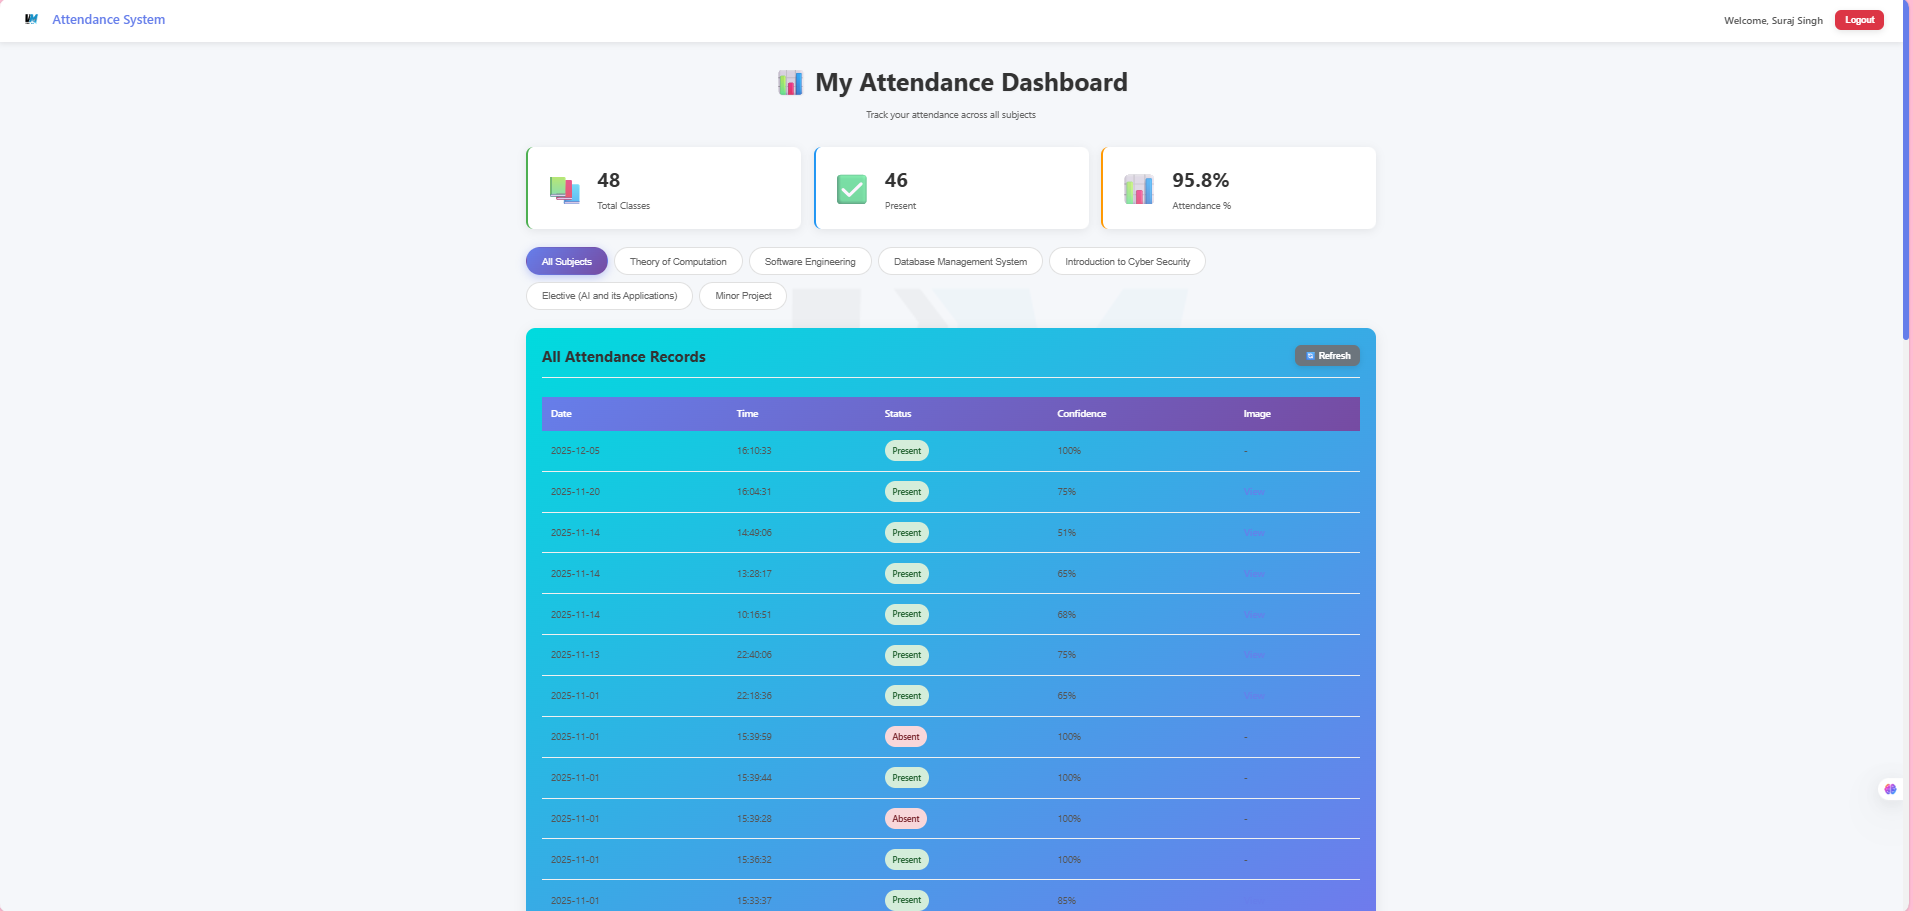 Attendance System
Welcome, Suraj Singh Logout
My Attendance Dashboard
Track your attendance across all subjects
48
Total Classes
46
Present
95.8%
Attendance %
All Subjects Theory of Computation Software Engineering Database Management System Introduction to Cyber Security
Elective (AI and its Applications) Minor Project
All Attendance Records Refresh
Date Time Status Confidence Image
2025-12-05 16:10:33 Present 100% -
2025-11-20 16:04:31 Present 75% View
2025-11-14 14:49:06 Present 51% View
2025-11-14 13:28:17 Present 65% View
2025-11-14 10:16:51 Present 68% View
2025-11-13 22:40:06 Present 75% View
2025-11-01 22:18:36 Present 65% View
2025-11-01 15:39:59 Absent 100% -
2025-11-01 15:39:44 Present 100% -
2025-11-01 15:39:28 Absent 100% -
2025-11-01 15:36:32 Present 100% -
2025-11-01 15:33:37 Present 85%